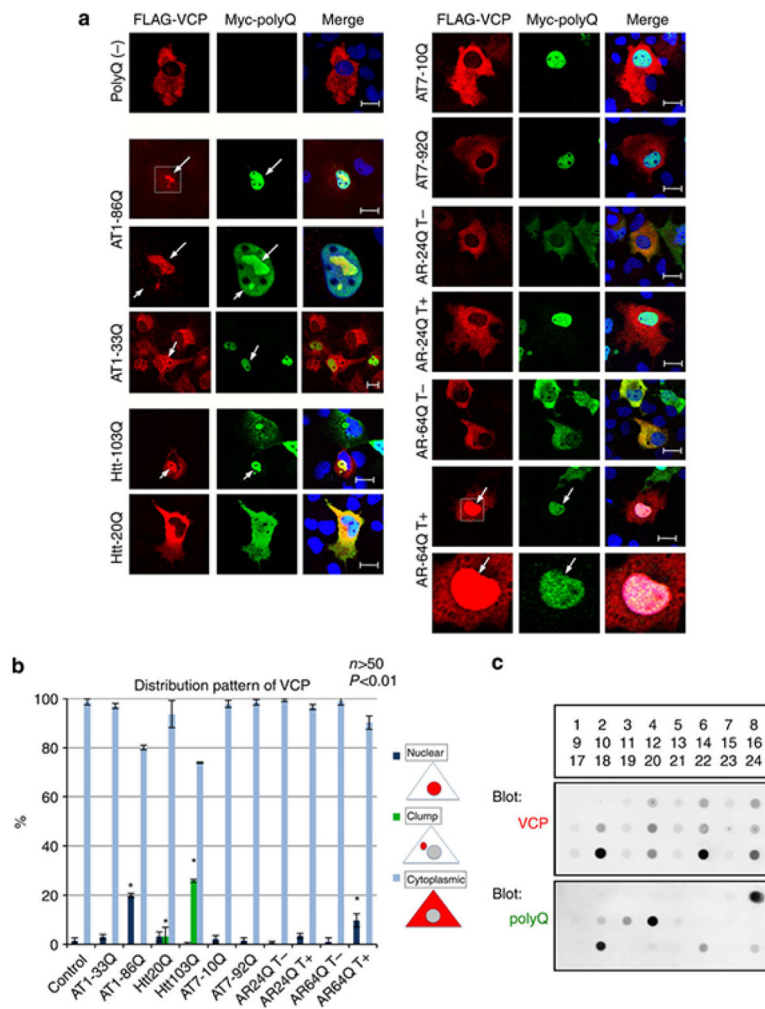 a
FLAG-VCP Myc-polyQ Merge
PolyQ (–)
AT1-86Q
AT1-33Q
Htt-103Q
Htt-20Q
FLAG-VCP Myc-polyQ Merge
AT7-10Q
AT7-92Q
AR-24Q T–
AR-24Q T+
AR-64Q T–
AR-64Q T+
b
Distribution pattern of VCP
n>50
P<0.01
100
80
60
40
20
0
%
* * * *
Control
AT1-33Q
AT1-86Q
Htt20Q
Htt103Q
AT7-10Q
AT7-92Q
AR24Q T–
AR24Q T+
AR64Q T–
AR64Q T+
Nuclear
Clump
Cytoplasmic
c
1 2 3 4 5 6 7 8
9 10 11 12 13 14 15 16
17 18 19 20 21 22 23 24
Blot:
VCP
Blot:
polyQ